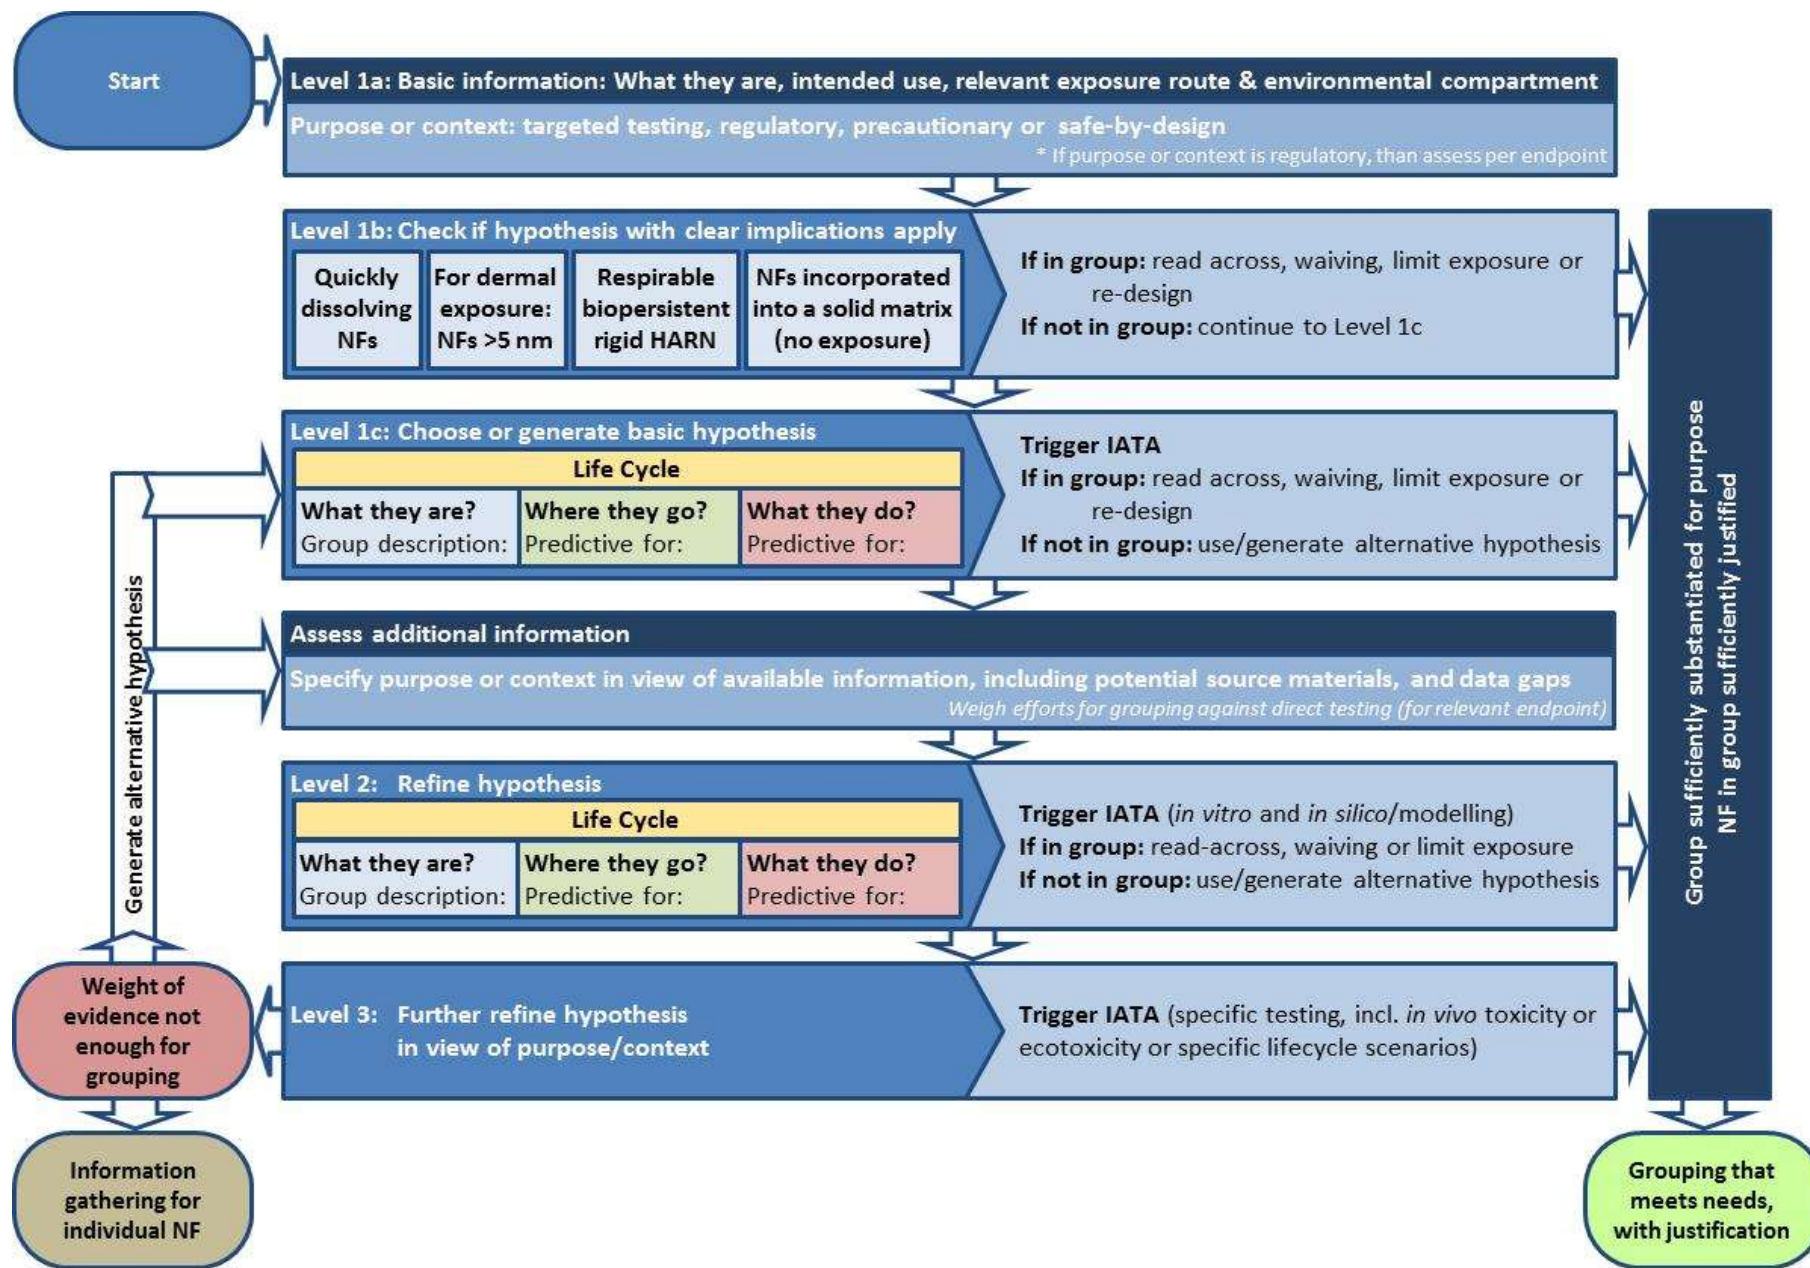 Start
Level 1a: Basic information: What they are, intended use, relevant exposure route & environmental compartment
Purpose or context: targeted testing, regulatory, precautionary or safe-by-design
* If purpose or context is regulatory, than assess per endpoint
Level 1b: Check if hypothesis with clear implications apply
Quickly
dissolving
NFs
For dermal
exposure:
NFs >5 nm
Respirable
biopersistent
rigid HARN
NFs incorporated
into a solid matrix
(no exposure)
If in group: read across, waiving, limit exposure or
re-design
If not in group: continue to Level 1c
Level 1c: Choose or generate basic hypothesis
Life Cycle
What they are?
Group description:
Where they go?
Predictive for:
What they do?
Predictive for:
Trigger IATA
If in group: read across, waiving, limit exposure or
re-design
If not in group: use/generate alternative hypothesis
Assess additional information
Specify purpose or context in view of available information, including potential source materials, and data gaps
Weigh efforts for grouping against direct testing (for relevant endpoint)
Level 2: Refine hypothesis
Life Cycle
What they are?
Group description:
Where they go?
Predictive for:
What they do?
Predictive for:
Trigger IATA (in vitro and in silico/modelling)
If in group: read-across, waiving or limit exposure
If not in group: use/generate alternative hypothesis
Level 3: Further refine hypothesis
in view of purpose/context
Trigger IATA (specific testing, incl. in vivo toxicity or
ecotoxicity or specific lifecycle scenarios)
Generate alternative hypothesis
Weight of
evidence not
enough for
grouping
Information
gathering for
individual NF
Group sufficiently substantiated for purpose
NF in group sufficiently justified
Grouping that
meets needs,
with justification